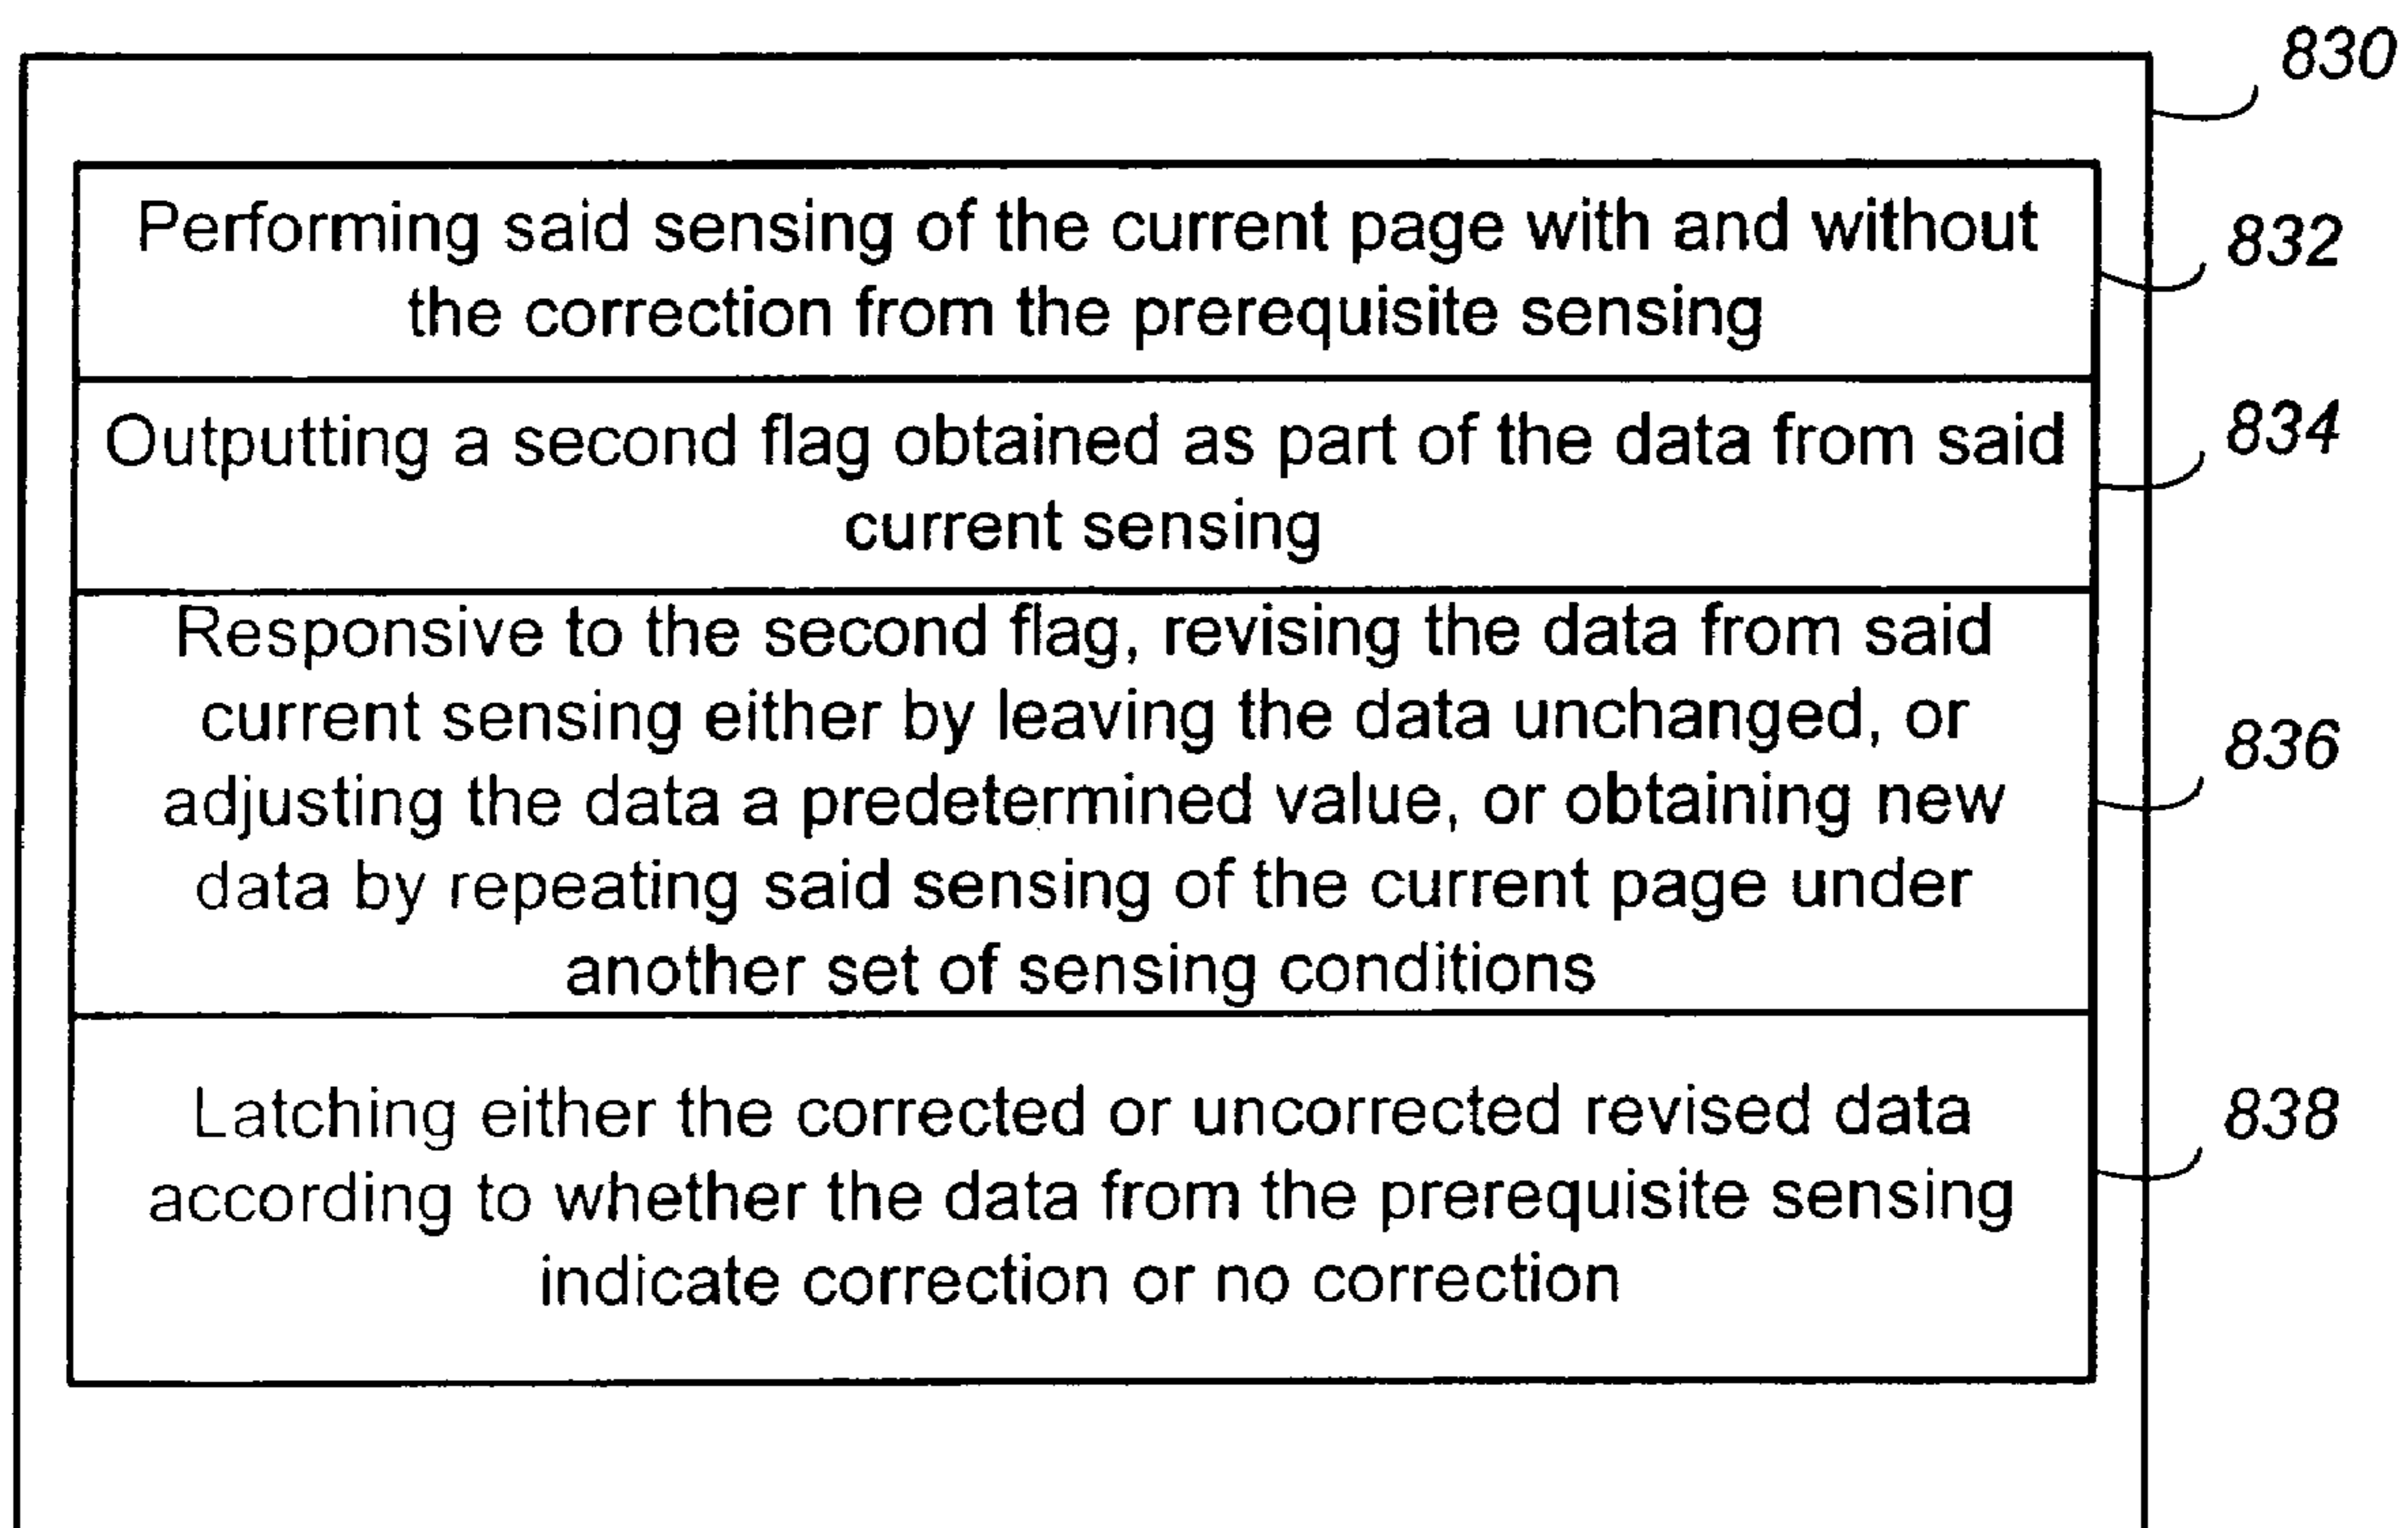 830
Performing said sensing of the current page with and without
the correction from the prerequisite sensing
832
Outputting a second flag obtained as part of the data from said
current sensing
834
Responsive to the second flag, revising the data from said
current sensing either by leaving the data unchanged, or
adjusting the data a predetermined value, or obtaining new
data by repeating said sensing of the current page under
another set of sensing conditions
836
Latching either the corrected or uncorrected revised data
according to whether the data from the prerequisite sensing
indicate correction or no correction
838